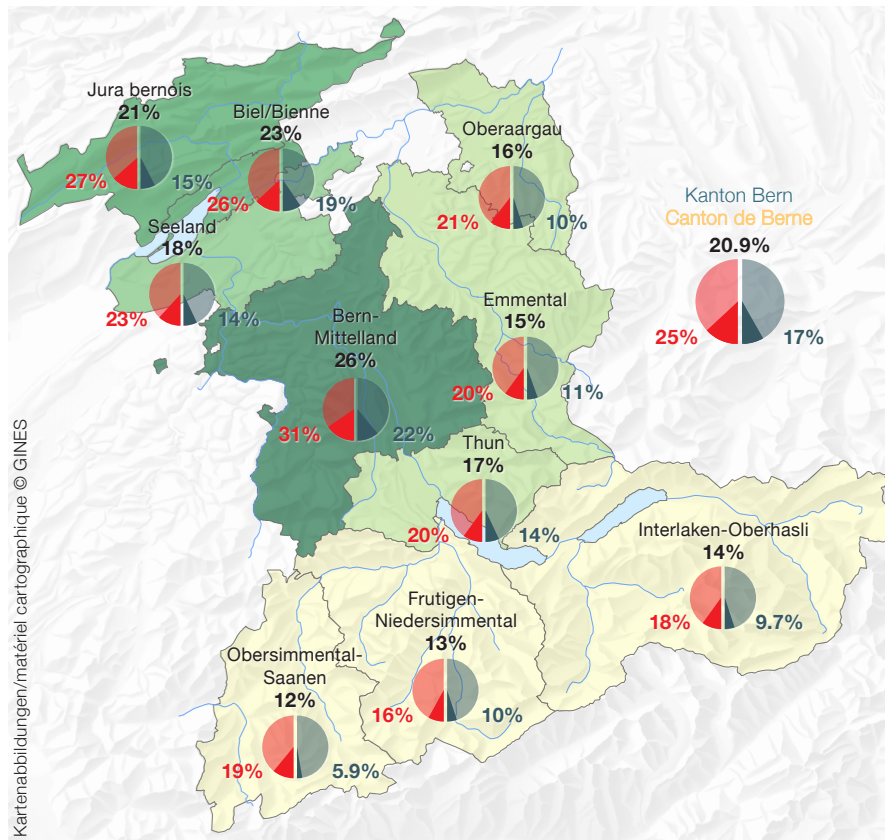 Jura bernois
21%
27%
15%
Biel/Bienne
23%
26%
19%
Oberaargau
16%
21%
10%
Kanton Bern
Canton de Berne
20.9%
25%
17%
Seeland
18%
23%
14%
Emmental
15%
20%
11%
Bern-
Mittelland
26%
31%
22%
Thun
17%
20%
14%
Interlaken-Oberhasli
14%
18%
9.7%
Frutigen-
Niedersimmental
13%
16%
10%
Obersimmental-
Saanen
12%
19%
5.9%
Kartenabbildungen/matériel cartographique © GINES